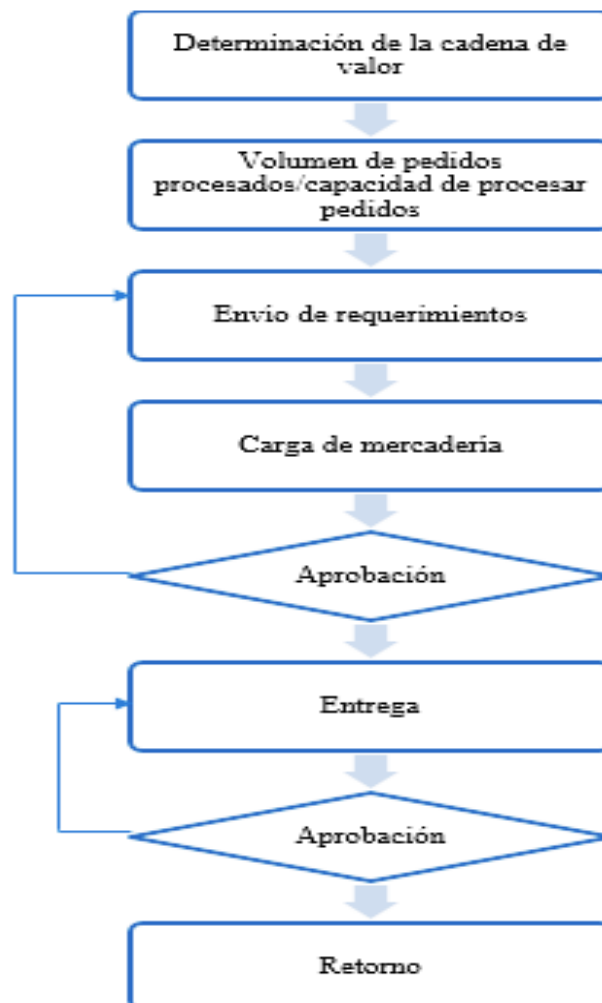 Determinación de la cadena de
valor
Volumen de pedidos
procesados/capacidad de procesar
pedidos
Envío de requerimientos
Carga de mercadería
Aprobación
Entrega
Aprobación
Retorno